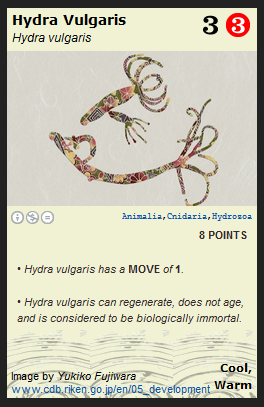 Hydra Vulgaris
Hydra vulgaris
3 3
Animalia,Cnidaria,Hydrozoa
8 POINTS
• Hydra vulgaris has a MOVE of 1.
• Hydra vulgaris can regenerate, does not age,
and is considered to be biologically immortal.
Cool,
Warm
Image by Yukiko Fujiwara
www.cdb.riken.go.jp/en/05_development